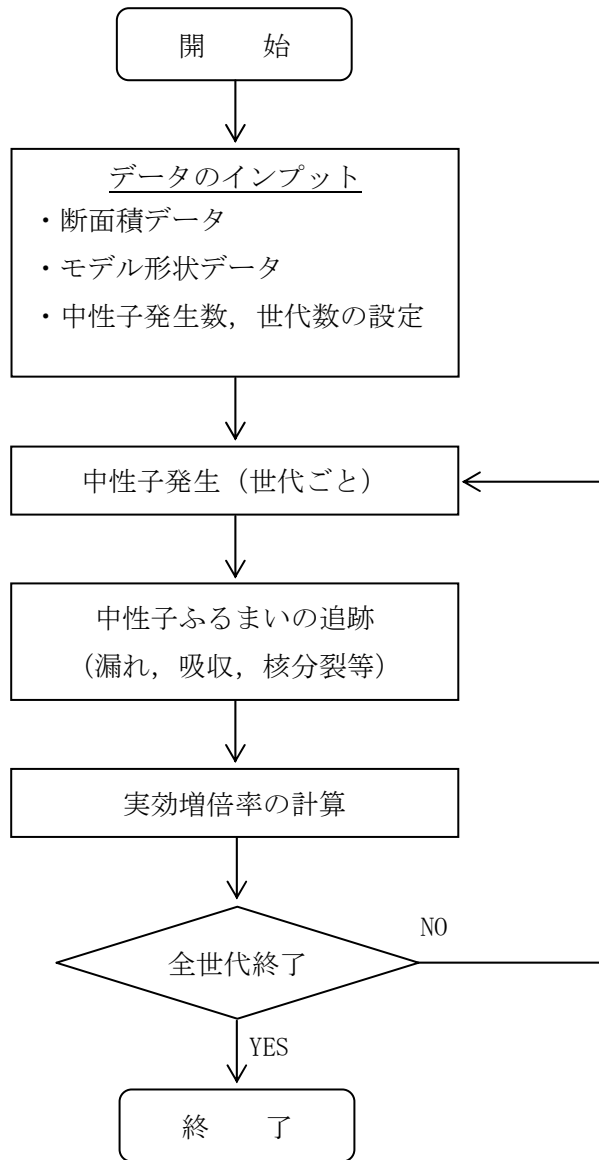 開　　始
データのインプット
・断面積データ
・モデル形状データ
・中性子発生数，世代数の設定
中性子発生（世代ごと）
中性子ふるまいの追跡
（漏れ，吸収，核分裂等）
実効増倍率の計算
全世代終了
NO
YES
終　　了